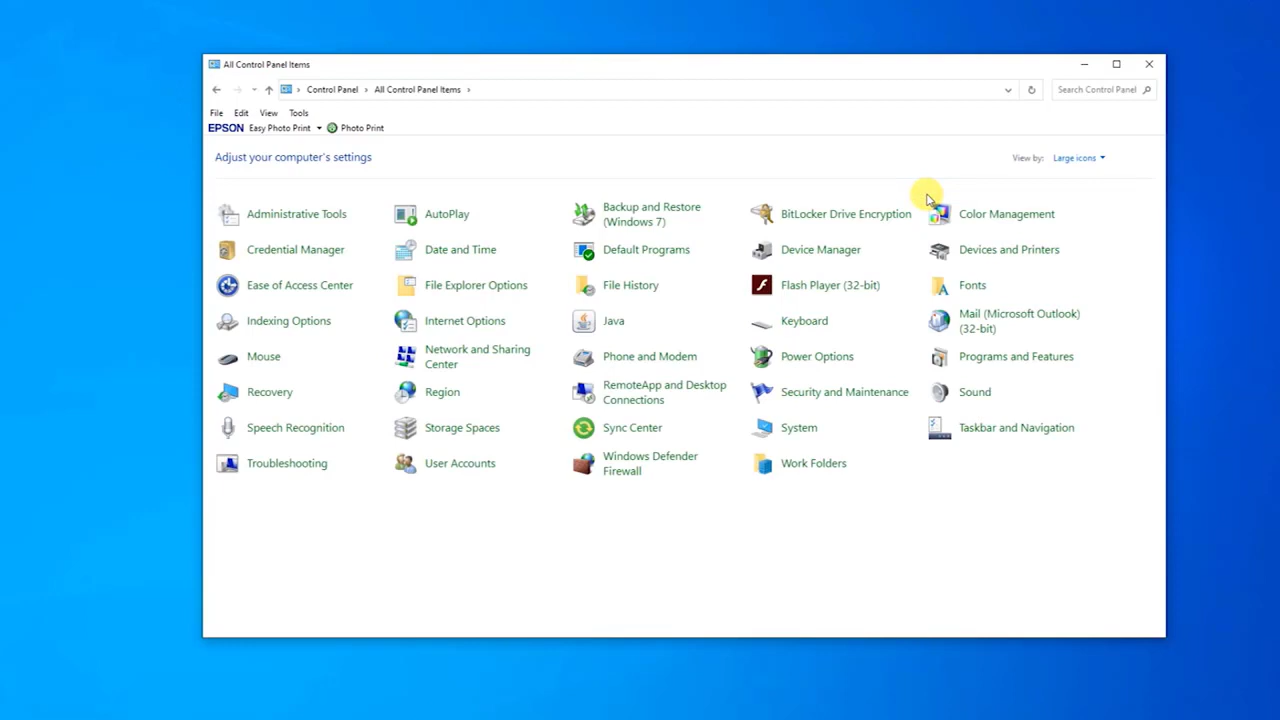 All Control Panel Items
Control Panel All Control Panel Items
Search Control Panel
File Edit View Tools
EPSON Easy Photo Print Photo Print
Adjust your computer's settings
View by: Large icons
Administrative Tools
AutoPlay
Backup and Restore
(Windows 7)
BitLocker Drive Encryption
Color Management
Credential Manager
Date and Time
Default Programs
Device Manager
Devices and Printers
Ease of Access Center
File Explorer Options
File History
Flash Player (32-bit)
Fonts
Indexing Options
Internet Options
Java
Keyboard
Mail (Microsoft Outlook)
(32-bit)
Mouse
Network and Sharing
Center
Phone and Modem
Power Options
Programs and Features
Recovery
Region
RemoteApp and Desktop
Connections
Security and Maintenance
Sound
Speech Recognition
Storage Spaces
Sync Center
System
Taskbar and Navigation
Troubleshooting
User Accounts
Windows Defender
Firewall
Work Folders